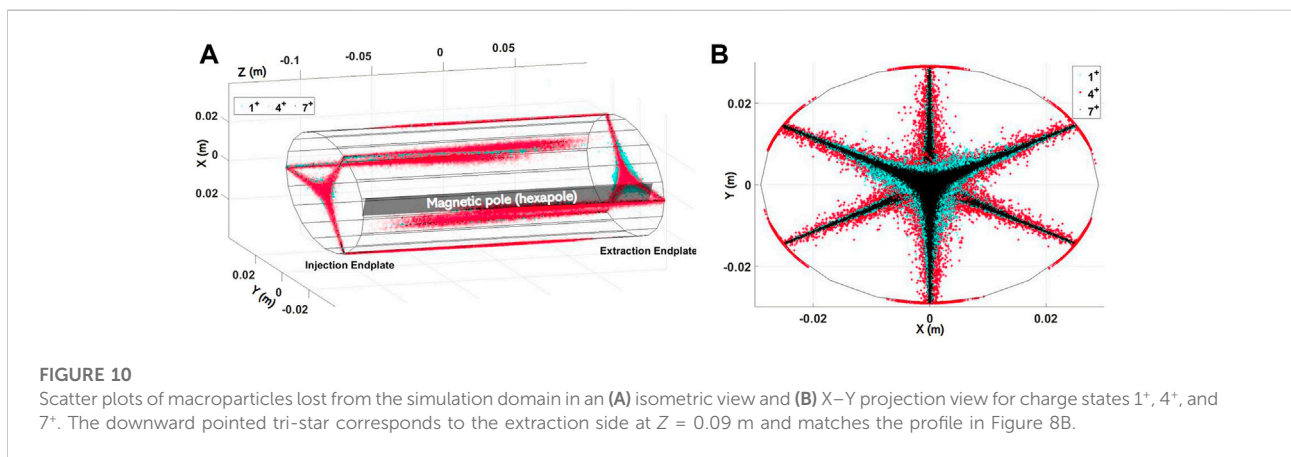 A
Z (m)
-0.1
-0.05
0
0.05
1+ 4+ 7+
X (m)
0.02
0
0.02
Magnetic pole (hexapole)
Injection Endplate
Extraction Endplate
0.02
0
-0.02
Y (m)
B
1+
4+
7+
Y (m)
0.02
0
-0.02
-0.02
0
0.02
X (m)
FIGURE 10
Scatter plots of macroparticles lost from the simulation domain in an (A) isometric view and (B) X–Y projection view for charge states 1+, 4+, and
7+. The downward pointed tri-star corresponds to the extraction side at Z = 0.09 m and matches the profile in Figure 8B.